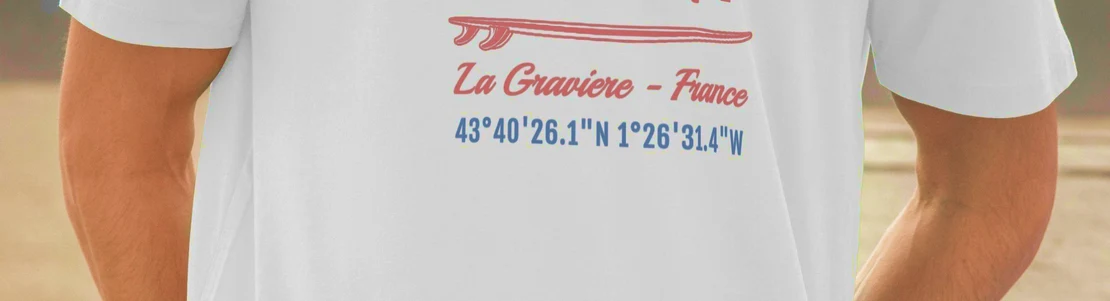 La Graviere - France
43°40'26.1"N 1°26'31.4"W